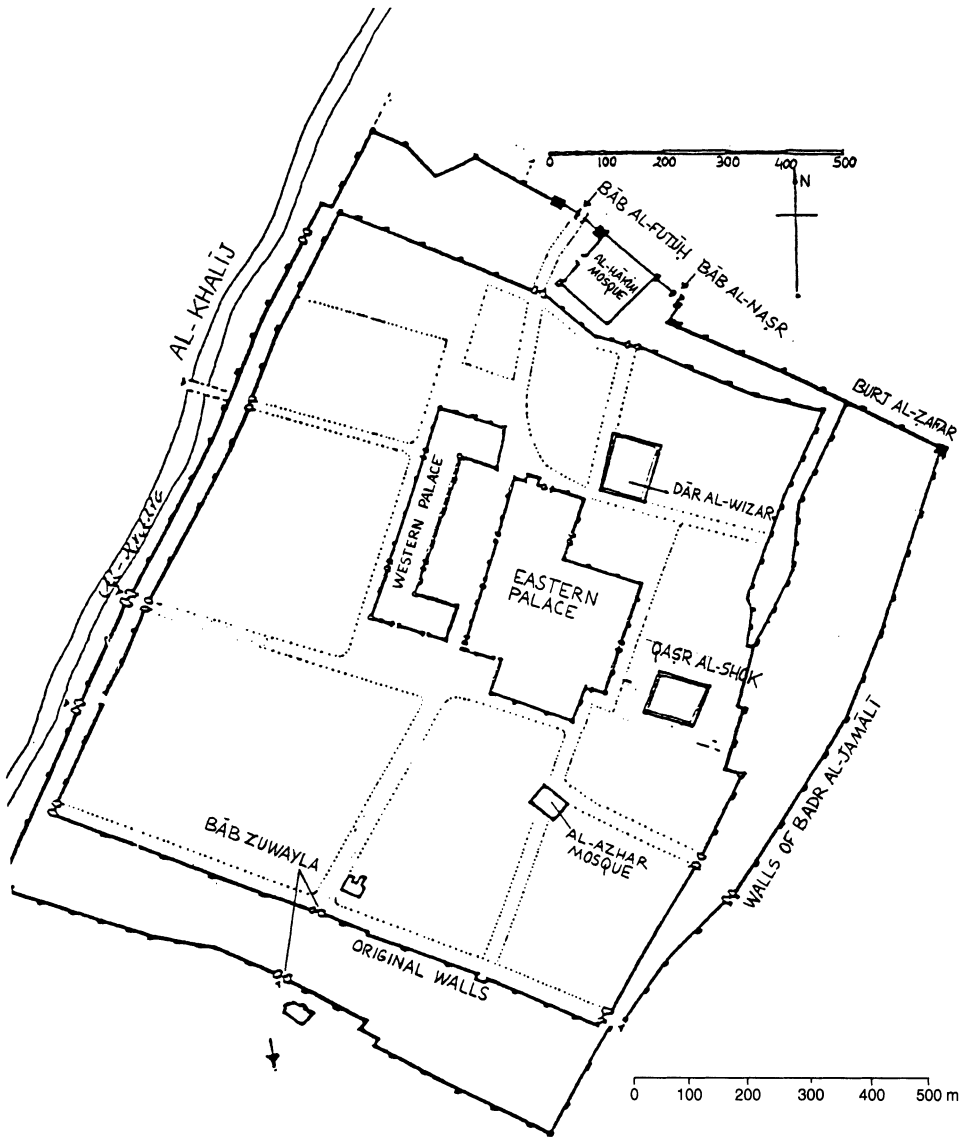 0 100 200 300 400 500
N
BĀB AL-FUTŪḤ
BĀB AL-NAṢR
AL-HĀKIM
MOSQUE
AL-KHALĪJ
BURJ AL-ẒAFAR
WESTERN PALACE
DĀR AL-WIZAR
EASTERN
PALACE
QAṢR AL-SHOK
WALLS OF BADR AL-JAMĀLĪ
BĀB ZUWAYLA
AL-AZHAR
MOSQUE
ORIGINAL WALLS
0 100 200 300 400 500 m